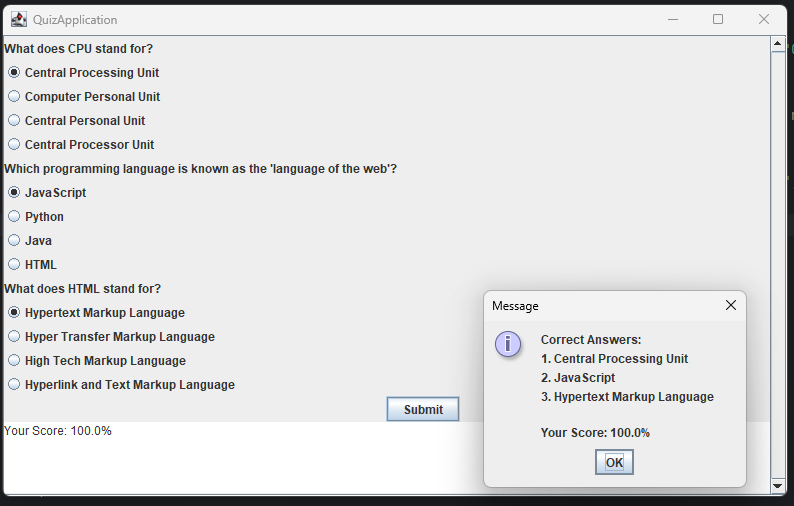 QuizApplication
What does CPU stand for?
Central Processing Unit
Computer Personal Unit
Central Personal Unit
Central Processor Unit
Which programming language is known as the 'language of the web'?
JavaScript
Python
Java
HTML
What does HTML stand for?
Hypertext Markup Language
Hyper Transfer Markup Language
High Tech Markup Language
Hyperlink and Text Markup Language
Submit
Your Score: 100.0%
Message
Correct Answers:
1. Central Processing Unit
2. JavaScript
3. Hypertext Markup Language
Your Score: 100.0%
OK